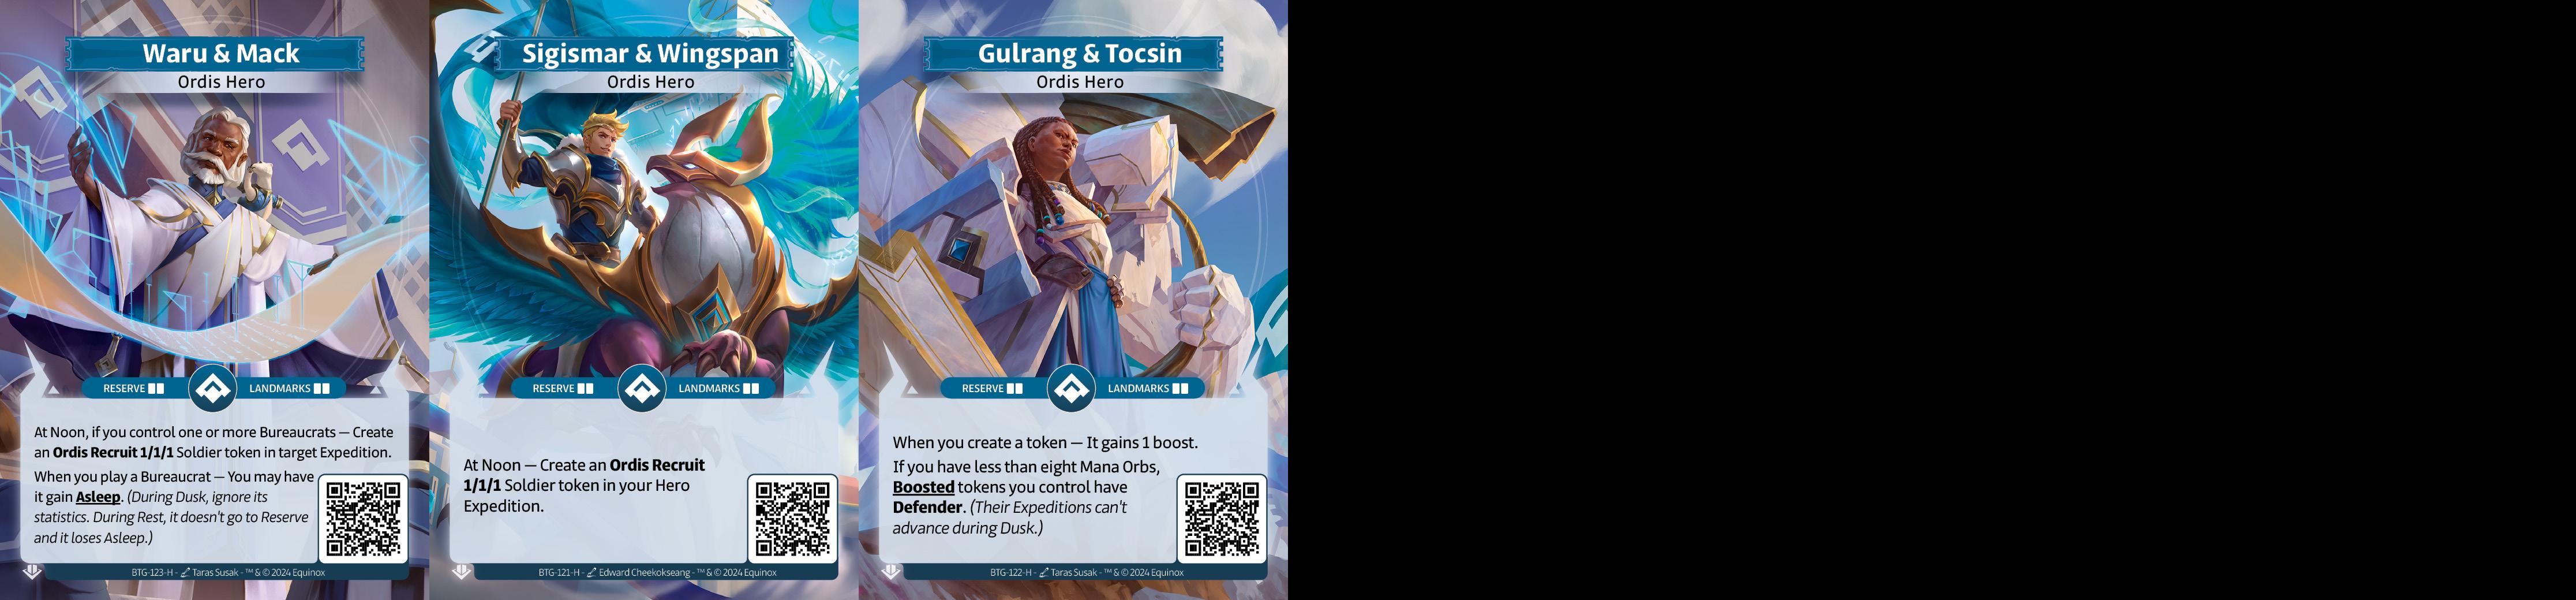 Waru & Mack
Ordis Hero
RESERVE
LANDMARKS
At Noon, if you control one or more Bureaucrats — Create
an Ordis Recruit 1/1/1 Soldier token in target Expedition.
When you play a Bureaucrat — You may have
it gain Asleep. (During Dusk, ignore its
statistics. During Rest, it doesn't go to Reserve
and it loses Asleep.)
BTG-123-H - Taras Susak - ™ & © 2024 Equinox
Sigismar & Wingspan
Ordis Hero
RESERVE
LANDMARKS
At Noon — Create an Ordis Recruit
1/1/1 Soldier token in your Hero
Expedition.
BTG-121-H - Edward Cheekokseang - ™ & © 2024 Equinox
Gulrang & Tocsin
Ordis Hero
RESERVE
LANDMARKS
When you create a token — It gains 1 boost.
If you have less than eight Mana Orbs,
Boosted tokens you control have
Defender. (Their Expeditions can't
advance during Dusk.)
BTG-122-H - Taras Susak - ™ & © 2024 Equinox